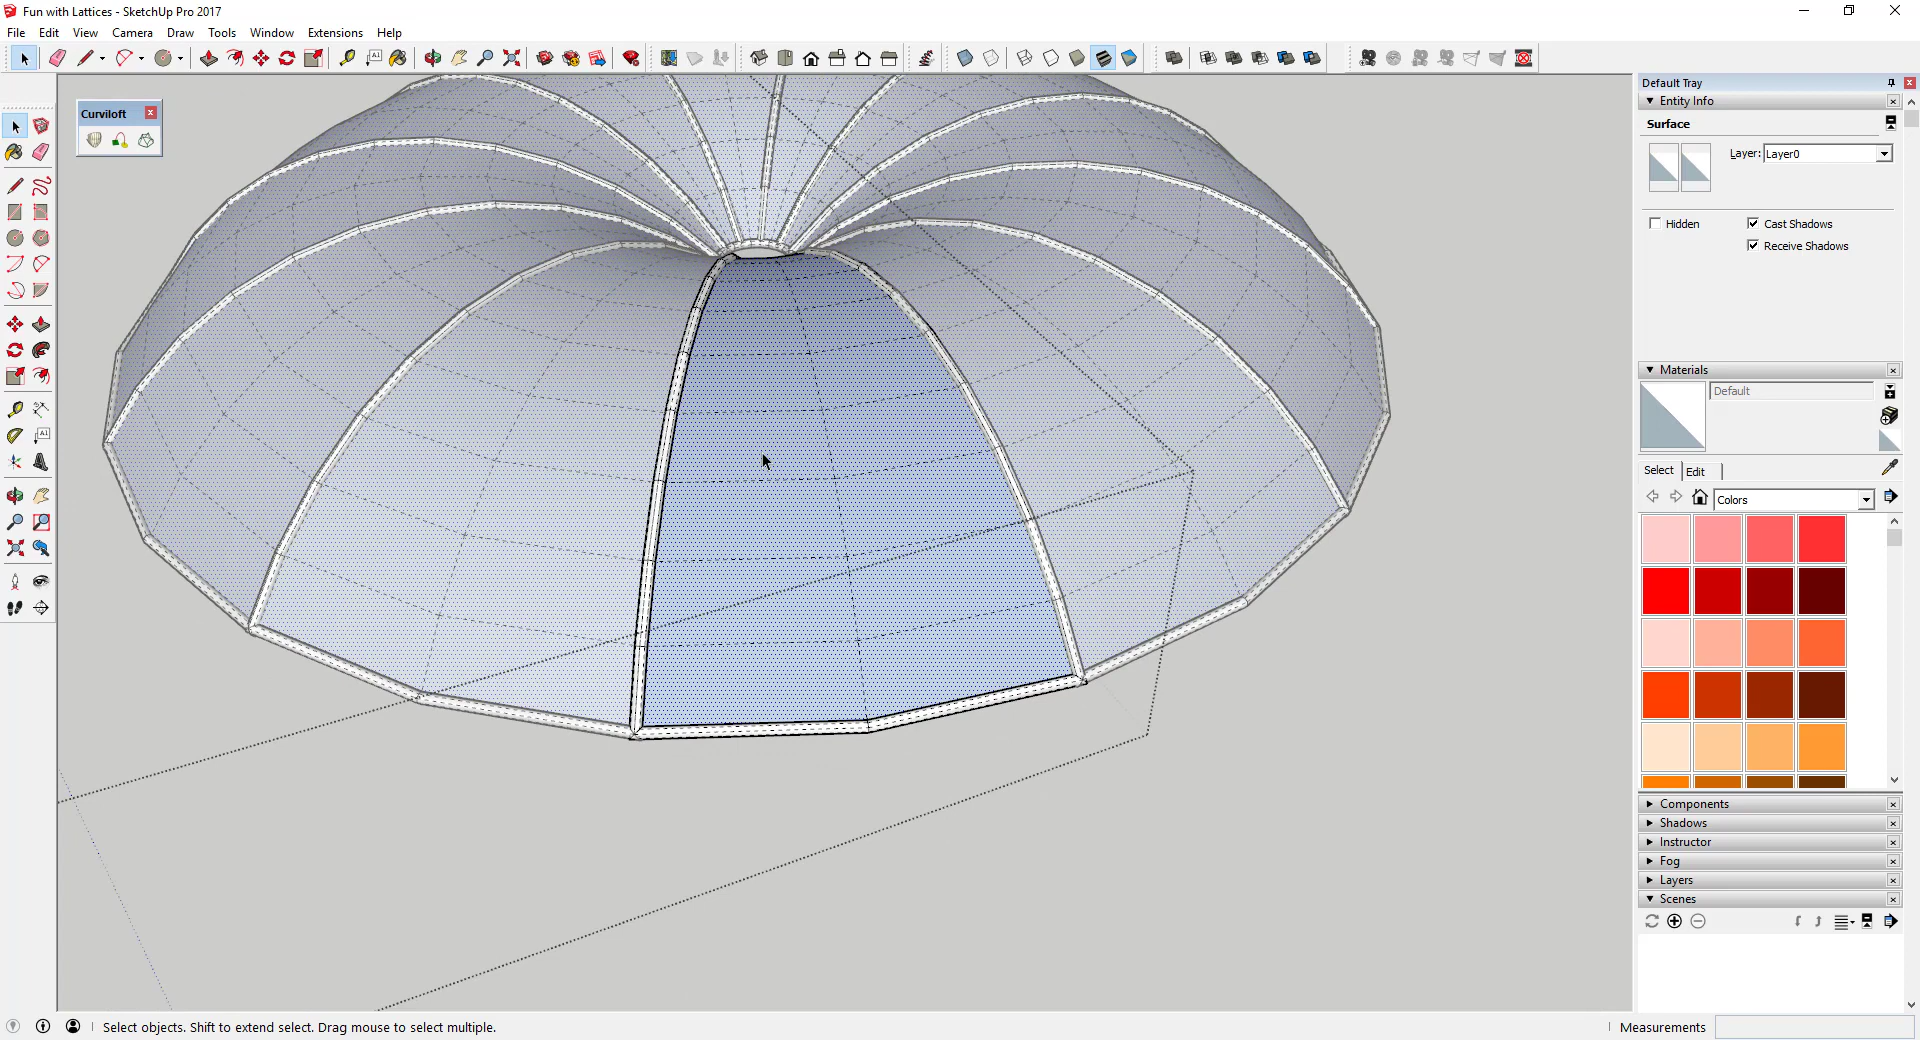 Fun with Lattices - SketchUp Pro 2017
File Edit View Camera Draw Tools Window Extensions Help
Default Tray
Entity Info
Surface
Layer: Layer0
Hidden
Cast Shadows
Receive Shadows
Curviloft
Materials
Default
Select Edit
Colors
Components
Shadows
Instructor
Fog
Layers
Scenes
Select objects. Shift to extend select. Drag mouse to select multiple.
Measurements